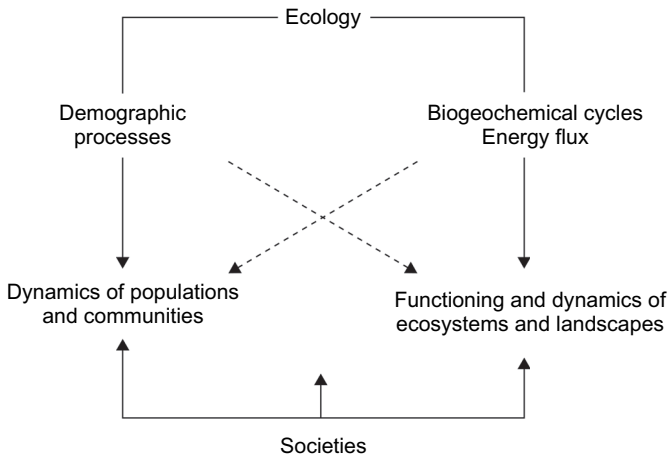 Ecology
Demographic
processes
Biogeochemical cycles
Energy flux
Dynamics of populations
and communities
Functioning and dynamics of
ecosystems and landscapes
Societies